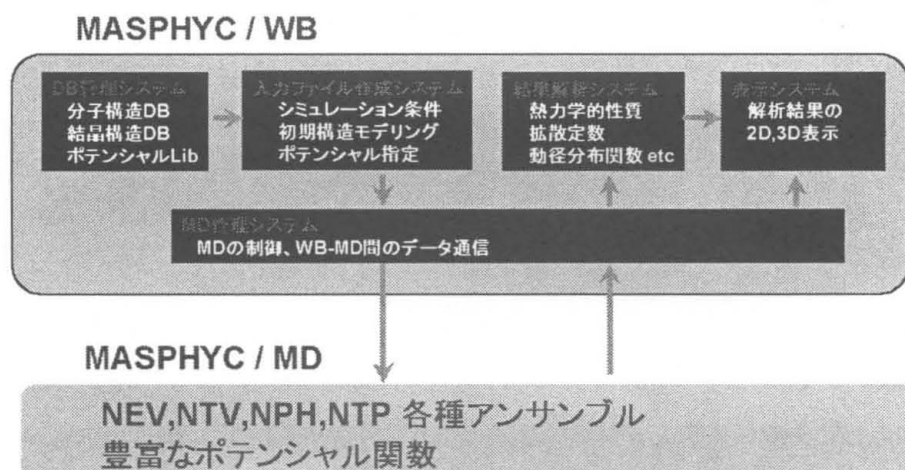 MASPHYC / WB
DB管理システム
分子構造DB
結晶構造DB
ポテンシャルLib
入力ファイル作成システム
シミュレーション条件
初期構造モデリング
ポテンシャル指定
結果解析システム
熱力学的性質
拡散定数
動径分布関数 etc
表示システム
解析結果の
2D,3D表示
MD管理システム
MDの制御、WB-MD間のデータ通信
MASPHYC / MD
NEV,NTV,NPH,NTP 各種アンサンブル
豊富なポテンシャル関数